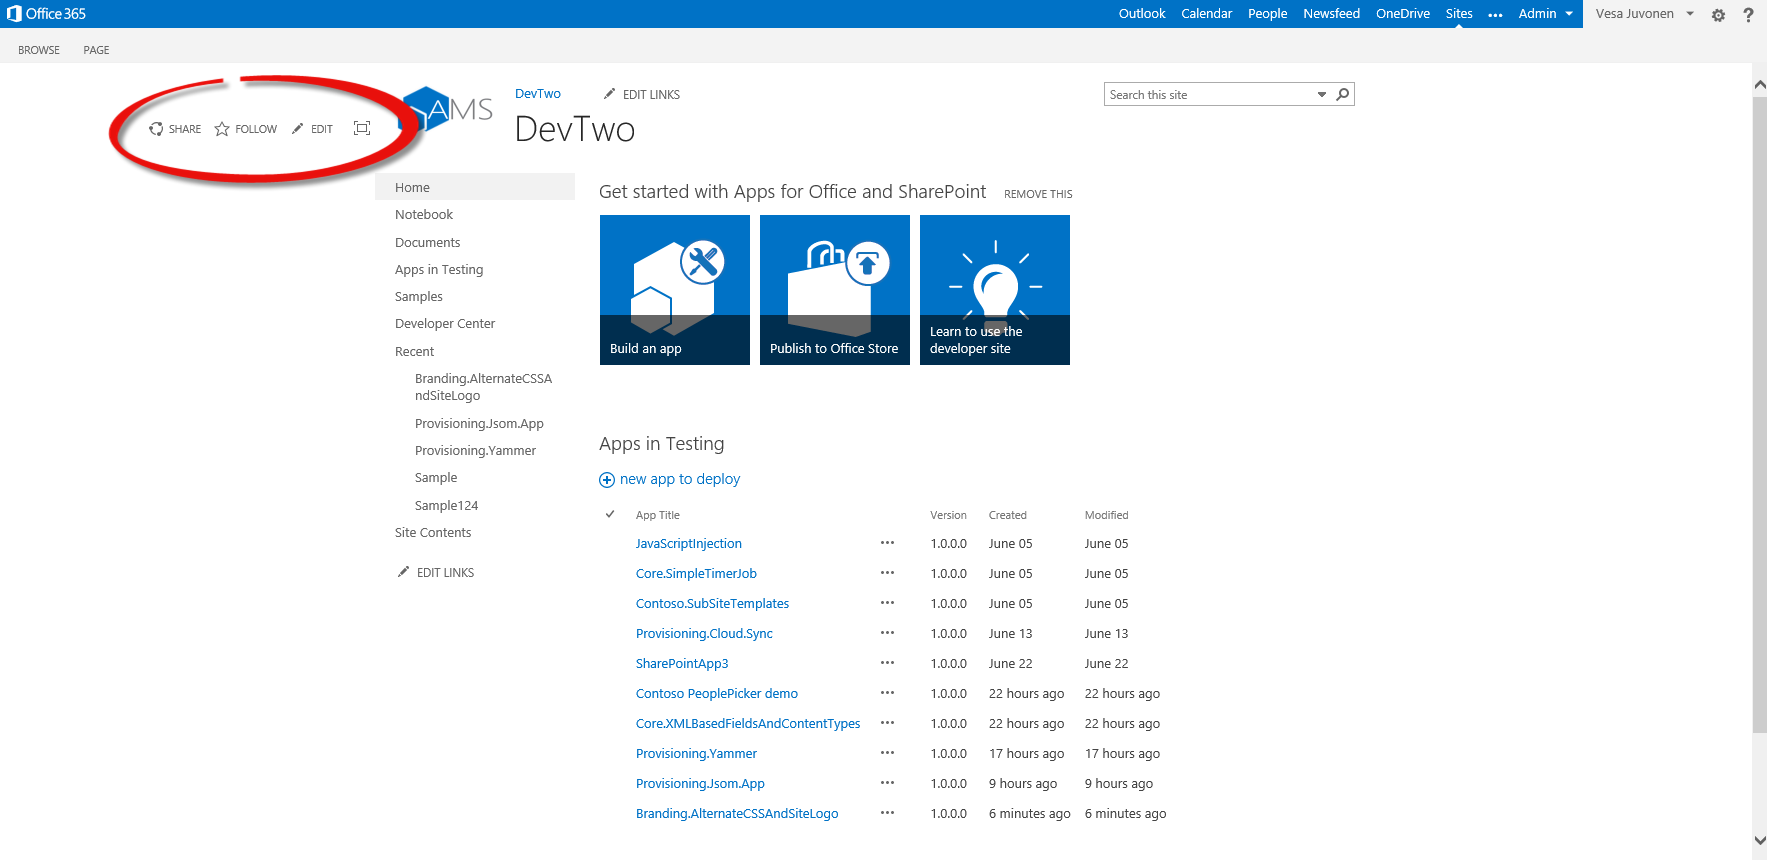 Office 365
Outlook Calendar People Newsfeed OneDrive Sites ••• Admin Vesa Juvonen ?
BROWSE PAGE
SHARE FOLLOW EDIT
AMS
DevTwo EDIT LINKS
Search this site
DevTwo
Home
Notebook
Documents
Apps in Testing
Samples
Developer Center
Recent
Branding.AlternateCSSA
ndSiteLogo
Provisioning.Jsom.App
Provisioning.Yammer
Sample
Sample124
Site Contents
EDIT LINKS
Get started with Apps for Office and SharePoint REMOVE THIS
Build an app
Publish to Office Store
Learn to use the
developer site
Apps in Testing
new app to deploy
App Title Version Created Modified
JavaScriptInjection ••• 1.0.0.0 June 05 June 05
Core.SimpleTimerJob ••• 1.0.0.0 June 05 June 05
Contoso.SubSiteTemplates ••• 1.0.0.0 June 05 June 05
Provisioning.Cloud.Sync ••• 1.0.0.0 June 13 June 13
SharePointApp3 ••• 1.0.0.0 June 22 June 22
Contoso PeoplePicker demo ••• 1.0.0.0 22 hours ago 22 hours ago
Core.XMLBasedFieldsAndContentTypes ••• 1.0.0.0 22 hours ago 22 hours ago
Provisioning.Yammer ••• 1.0.0.0 17 hours ago 17 hours ago
Provisioning.Jsom.App ••• 1.0.0.0 9 hours ago 9 hours ago
Branding.AlternateCSSAndSiteLogo ••• 1.0.0.0 6 minutes ago 6 minutes ago